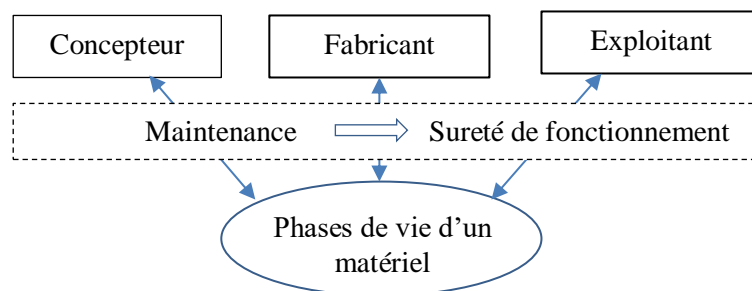 Concepteur
Fabricant
Exploitant
Maintenance
Sureté de fonctionnement
Phases de vie d’un
matériel